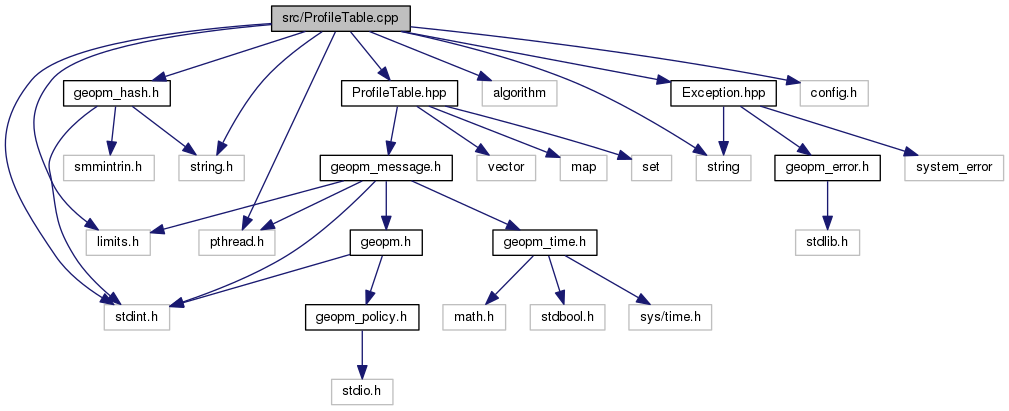 src/ProfileTable.cpp
geopm_hash.h
ProfileTable.hpp
algorithm
Exception.hpp
config.h
smmintrin.h
string.h
geopm_message.h
vector
map
set
string
geopm_error.h
system_error
limits.h
pthread.h
geopm.h
geopm_time.h
stdlib.h
stdint.h
geopm_policy.h
math.h
stdbool.h
sys/time.h
stdio.h